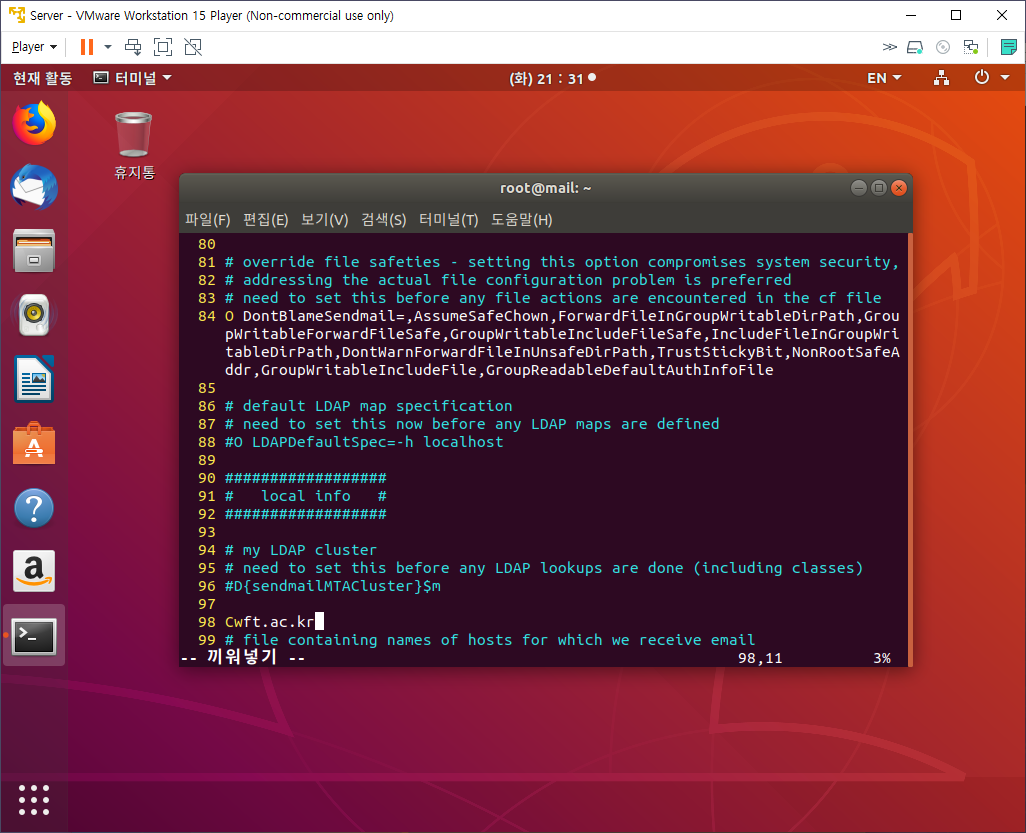 Server - VMware Workstation 15 Player (Non-commercial use only)
Player
현재 활동
터미널
(화) 21 : 31
EN
휴지통
root@mail: ~
파일(F) 편집(E) 보기(V) 검색(S) 터미널(T) 도움말(H)
80
81 # override file safeties - setting this option compromises system security,
82 # addressing the actual file configuration problem is preferred
83 # need to set this before any file actions are encountered in the cf file
84 O DontBlameSendmail=,AssumeSafeChown,ForwardFileInGroupWritableDirPath,Grou
pWritableForwardFileSafe,GroupWritableIncludeFileSafe,IncludeFileInGroupWri
tableDirPath,DontWarnForwardFileInUnsafeDirPath,TrustStickyBit,NonRootSafeA
ddr,GroupWritableIncludeFile,GroupReadableDefaultAuthInfoFile
85
86 # default LDAP map specification
87 # need to set this now before any LDAP maps are defined
88 #O LDAPDefaultSpec=-h localhost
89
90 ##################
91 #   local info   #
92 ##################
93
94 # my LDAP cluster
95 # need to set this before any LDAP lookups are done (including classes)
96 #D{sendmailMTACluster}$m
97
98 Cwft.ac.kr
99 # file containing names of hosts for which we receive email
-- 끼워넣기 --
98,11
3%